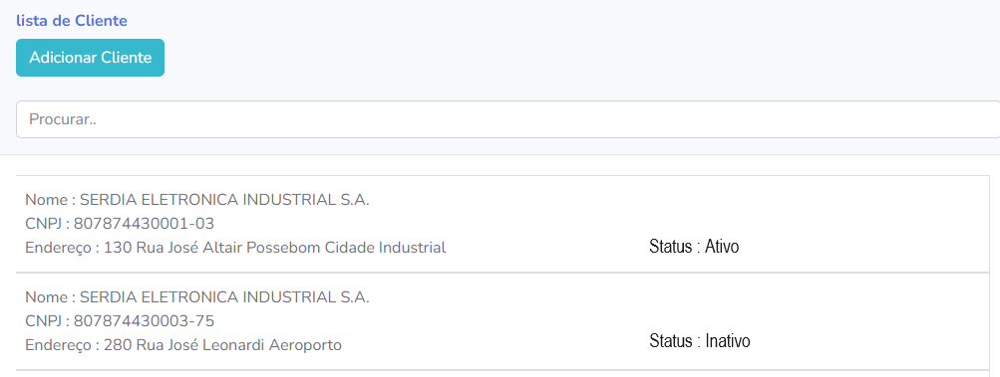 lista de Cliente
Adicionar Cliente
Procurar..
Nome : SERDIA ELETRONICA INDUSTRIAL S.A.
CNPJ : 807874430001-03
Endereço : 130 Rua José Altair Possebom Cidade Industrial
Status : Ativo
Nome : SERDIA ELETRONICA INDUSTRIAL S.A.
CNPJ : 807874430003-75
Endereço : 280 Rua José Leonardi Aeroporto
Status : Inativo